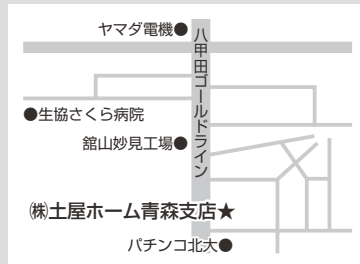 ヤマダ電機●
八甲田ゴールドライン
●生協さくら病院
舘山妙見工場●
㈱土屋ホーム青森支店★
パチンコ北大●